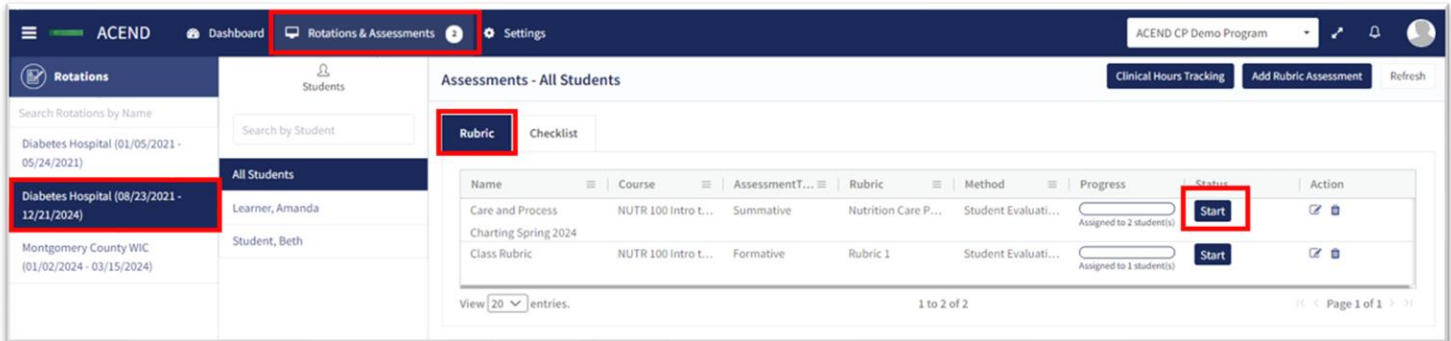 ACEND
Dashboard
Rotations & Assessments 2
Settings
ACEND CP Demo Program
Rotations
Search Rotations by Name
Diabetes Hospital (01/05/2021 -
05/24/2021)
Diabetes Hospital (08/23/2021 -
12/21/2024)
Montgomery County WIC
(01/02/2024 - 03/15/2024)
Students
Search by Student
All Students
Learner, Amanda
Student, Beth
Assessments - All Students
Clinical Hours Tracking
Add Rubric Assessment
Refresh
Rubric
Checklist
Name Course AssessmentT... Rubric Method Progress Status Action
Care and Process NUTR 100 Intro t... Summative Nutrition Care P... Student Evaluati... Start
Charting Spring 2024
Assigned to 2 student(s)
Class Rubric NUTR 100 Intro t... Formative Rubric 1 Student Evaluati... Start
Assigned to 1 student(s)
View 20 entries.
1 to 2 of 2
Page 1 of 1